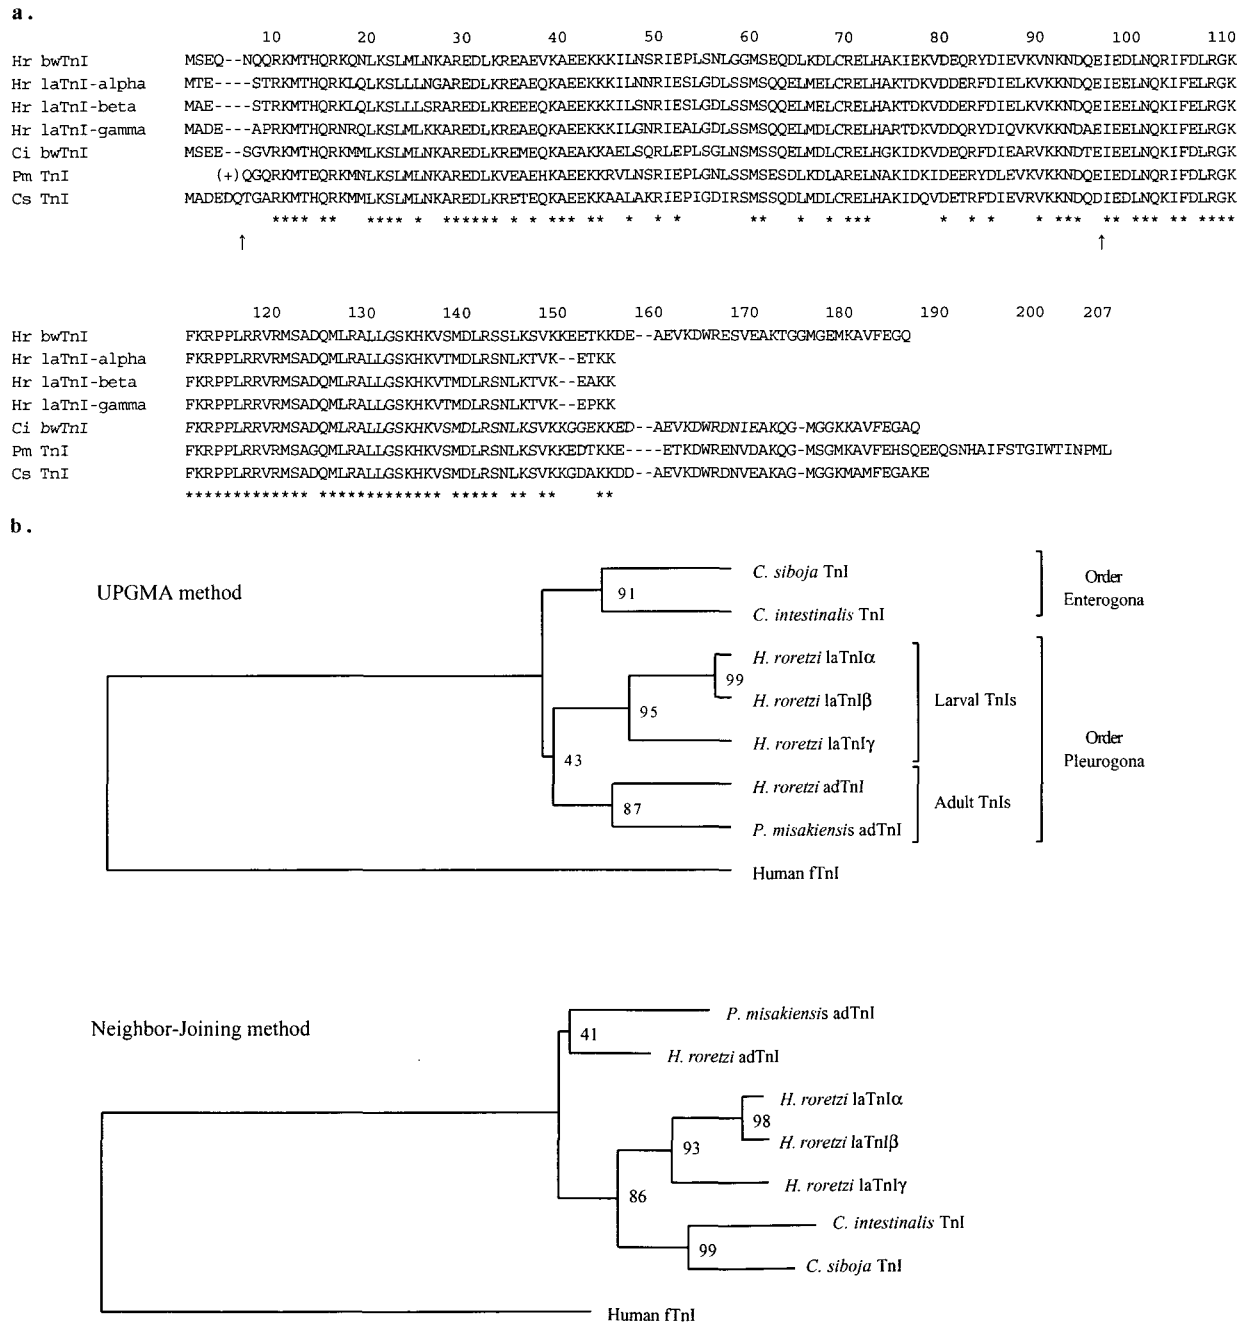 a.
10 20 30 40 50 60 70 80 90 100 110
Hr bwTnI MSEQ--NQQRKMTHQRKQNLKSLMLNKAREDLKREAEVKAEEKKKILNSRIEPLSNLGGMSEQDLKDLCRELHAKIEKVDEQRYDIEVKVNKNDQEIEDLNQRIFDLRGK
Hr laTnI-alpha MTE----STRKMTHQRKLQLKSLLLNGAREDLKREAEQKAEEKKKILNNRIESLGDLSSMSQQELMELCRELHAKTDKVDDERFDIELKVKKNDQEIEDLNQRIFELRGK
Hr laTnI-beta MAE----STRKMTHQRKLQLKSLLLSRAREDLKREEEQKAEEKKKILSNRIESLGNLSSMSQQELMDLCRELHAKTDKVDDERYDIELKVKKNDQEIEDLNQKIFELRGK
Hr laTnI-gamma MADE---APRKMTHQRNRQLKSLMLKKAREDLKREAEQKAEEKKKILGNRIEALGDLSSMSQQELMDLCRELHARTDKVDDQRYDIQVKVKKNDAEIEELNQKIFELRGK
Ci bwTnI MSEE--SGVRKMTHQRKMMLKSLMLNKAREDLKREMEQKAEAKKAELSQRLEPLSGLNMSSQELMDLCRELHGKIDKVDEQRFDIEARVKKNDTEIEDLNQKIFDLRGK
Pm TnI (+)QGQRKMTEQRKMNLKSLMLNKAREDLKVEAEHKAEEKKRVLNSRIEPLGNLNSMSESDLKDLARELNAKIDKIDEERYDLEVKVKKNDQEIEDLNQKIFDLRGK
Cs TnI MADEDQTGARKMTHQRKMMLKSLMLNKAREDLKRETEQKAEEKKAALAKRIEPIGDIRSMSSQDLMDLCRELHAKIDQVDETRFDIEVRVKKNDQDIEDLNQKIFDLRGK
**** ** **** * ****** * * *** ** * * * ** * * *** * * * * *** ** *** ** ****
↑ ↑
120 130 140 150 160 170 180 190 200 207
Hr bwTnI FKRPPLRRVRMSADQMLRALLGSKHKVSMDLRSSLKSVKKEETKKDE--AEVKDWRESVEAKTGGMGEMKAVFEGQ
Hr laTnI-alpha FKRPPLRRVRMSADQMLRALLGSKHKVTMDLRSNLKTVK--ETKK
Hr laTnI-beta FKRPPLRRVRMSADQMLRALLGSKHKVTMDLRSNLKTVK--EAKK
Hr laTnI-gamma FKRPPLRRVRMSADQMLRALLGSKHKVTMDLRSNLKTVK--EPKK
Ci bwTnI FKRPPLRRVRMSADQMLRALLGSKHKVSMDLRSNLKSVKKGGEKKED--AEVKDWRDNIEAKQG-MGGKKAVFEGAQ
Pm TnI FKRPPLRRVRMSAGQMLRALLGSKHKVSMDLRSNLKSVKKEDTKKE----ETKDWRENVDAKQG-MSGMKAVFEHSQEEQSNHAIFSTGIWTINPML
Cs TnI FKRPPLRRVRMSADQMLRALLGSKHKVSMDLRSNLKSVKKGDAKKDD--AEVKDWRDNVEAKAG-MGGKMAMFEGAKE
************* ************* ***** ** ** **
b.
UPGMA method
C. siboja TnI
91
C. intestinalis TnI
Order
Enterogona
H. roretzi laTnIα
99
H. roretzi laTnIβ
95
H. roretzi laTnIγ
Larval TnIs
43
H. roretzi adTnI
87
P. misakiensis adTnI
Adult TnIs
Order
Pleurogona
Human fTnI
Neighbor-Joining method
P. misakiensis adTnI
41
H. roretzi adTnI
H. roretzi laTnIα
98
H. roretzi laTnIβ
93
H. roretzi laTnIγ
86
C. intestinalis TnI
99
C. siboja TnI
Human fTnI